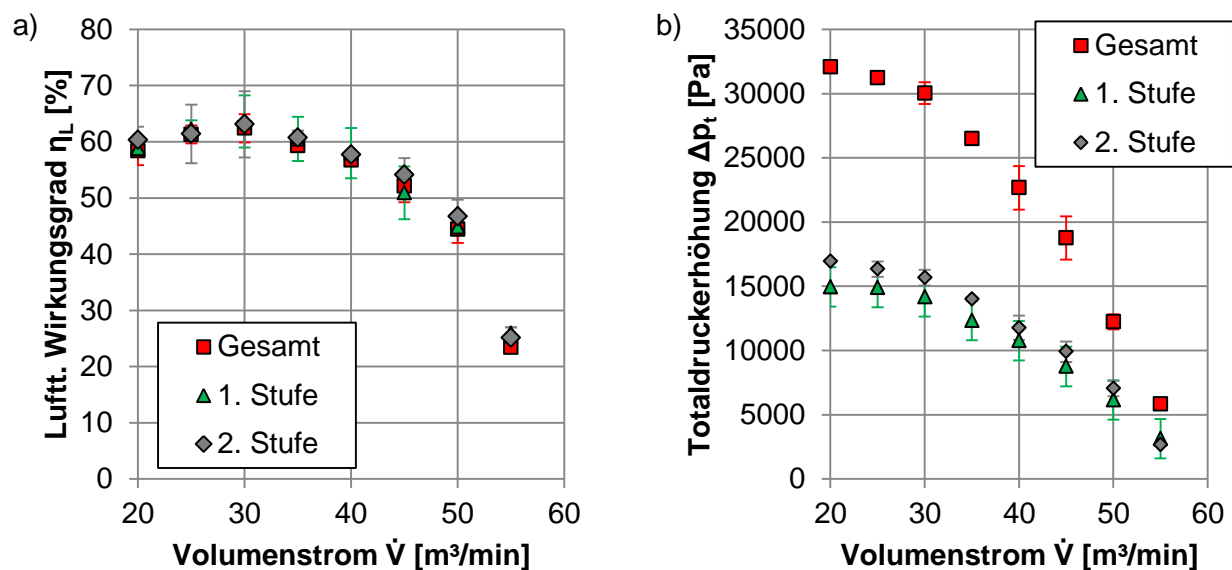 a)
Luftt. Wirkungsgrad η_L [%]
80
70
60
50
40
30
20
10
0
Gesamt
1. Stufe
2. Stufe
20 30 40 50 60
Volumenstrom V̇ [m³/min]
b)
Totaldruckerhöhung Δp_t [Pa]
35000
30000
25000
20000
15000
10000
5000
0
Gesamt
1. Stufe
2. Stufe
20 30 40 50 60
Volumenstrom V̇ [m³/min]